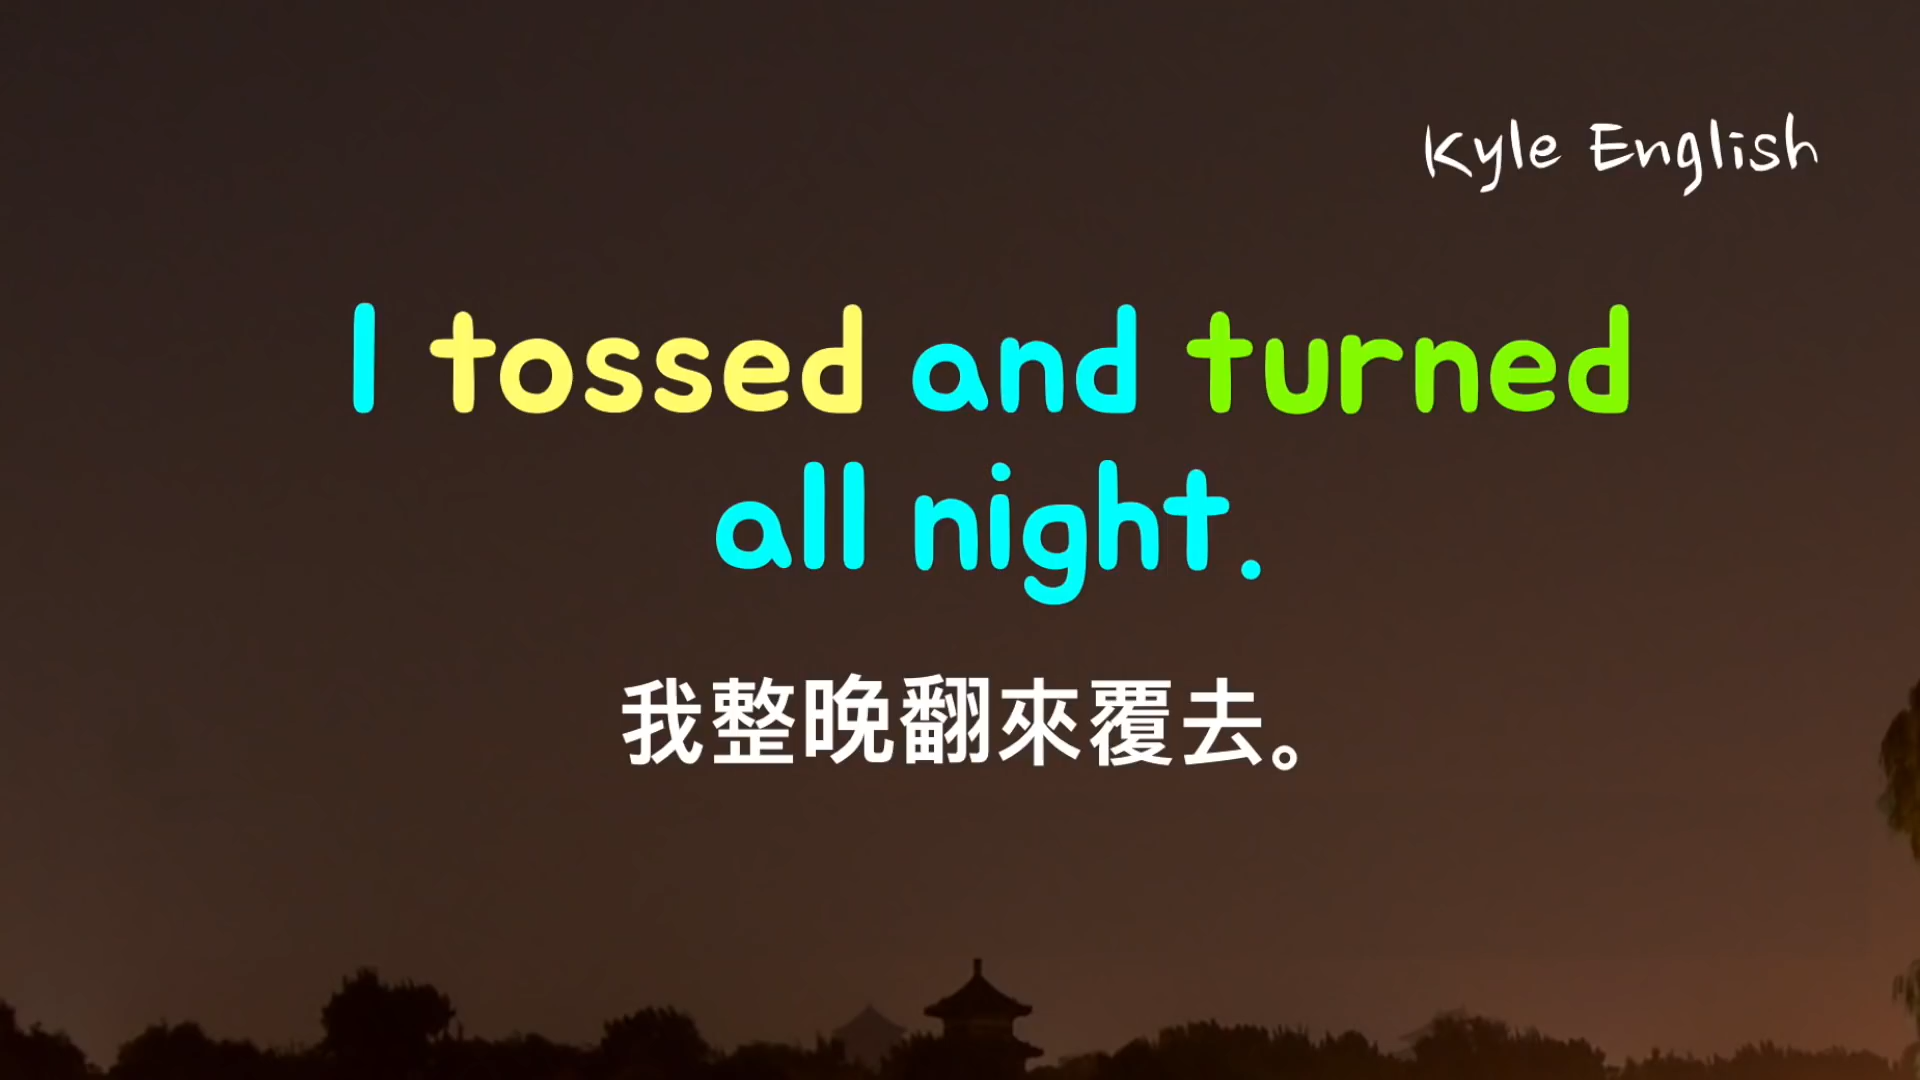 Kyle English
I tossed and turned
all night.
我整晚翻來覆去。